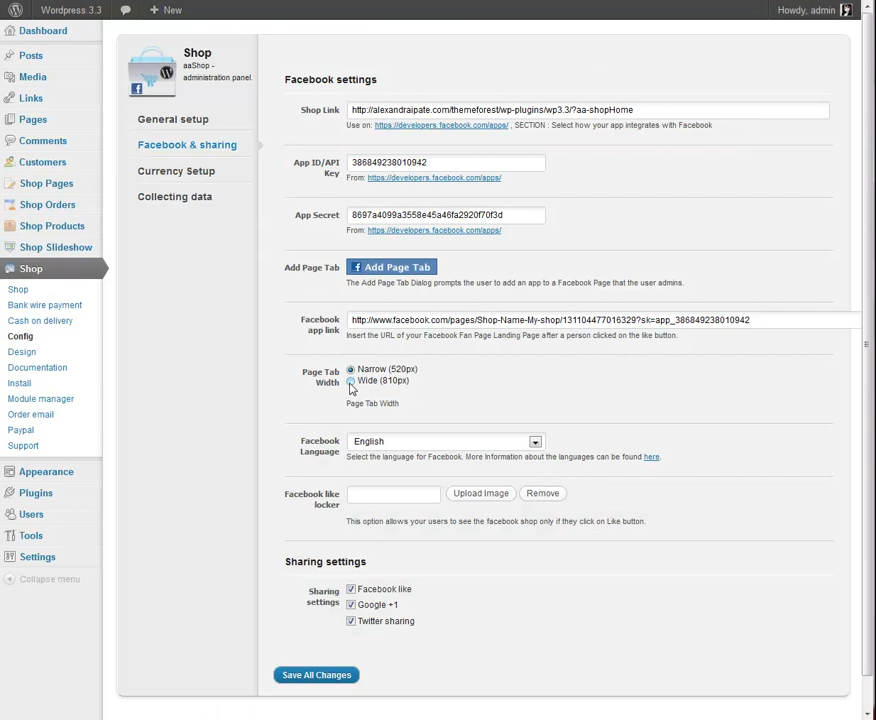 Wordpress 3.3
New
Howdy, admin
Dashboard
Posts
Media
Links
Pages
Comments
Customers
Shop Pages
Shop Orders
Shop Products
Shop Slideshow
Shop
Shop
Bank wire payment
Cash on delivery
Config
Design
Documentation
Install
Module manager
Order email
Paypal
Support
Appearance
Plugins
Users
Tools
Settings
Collapse menu
Shop
aaShop -
administration panel.
General setup
Facebook & sharing
Currency Setup
Collecting data
Facebook settings
Shop Link
http://alexandraipate.com/themeforest/wp-plugins/wp3.3/?aa-shopHome
Use on: https://developers.facebook.com/apps/ , SECTION : Select how your app integrates with Facebook
App ID/API
Key
386849238010942
From: https://developers.facebook.com/apps/
App Secret
8697a4099a3558e45a46fa2920f70f3d
From: https://developers.facebook.com/apps/
Add Page Tab
Add Page Tab
The Add Page Tab Dialog prompts the user to add an app to a Facebook Page that the user admins.
Facebook
app link
http://www.facebook.com/pages/Shop-Name-My-shop/131104477016329?sk=app_386849238010942
Insert the URL of your Facebook Fan Page Landing Page after a person clicked on the like button.
Page Tab
Width
Narrow (520px)
Wide (810px)
Page Tab Width
Facebook
Language
English
Select the language for Facebook. More information about the languages can be found here.
Facebook like
locker
Upload Image
Remove
This option allows your users to see the facebook shop only if they click on Like button.
Sharing settings
Sharing
settings
Facebook like
Google +1
Twitter sharing
Save All Changes